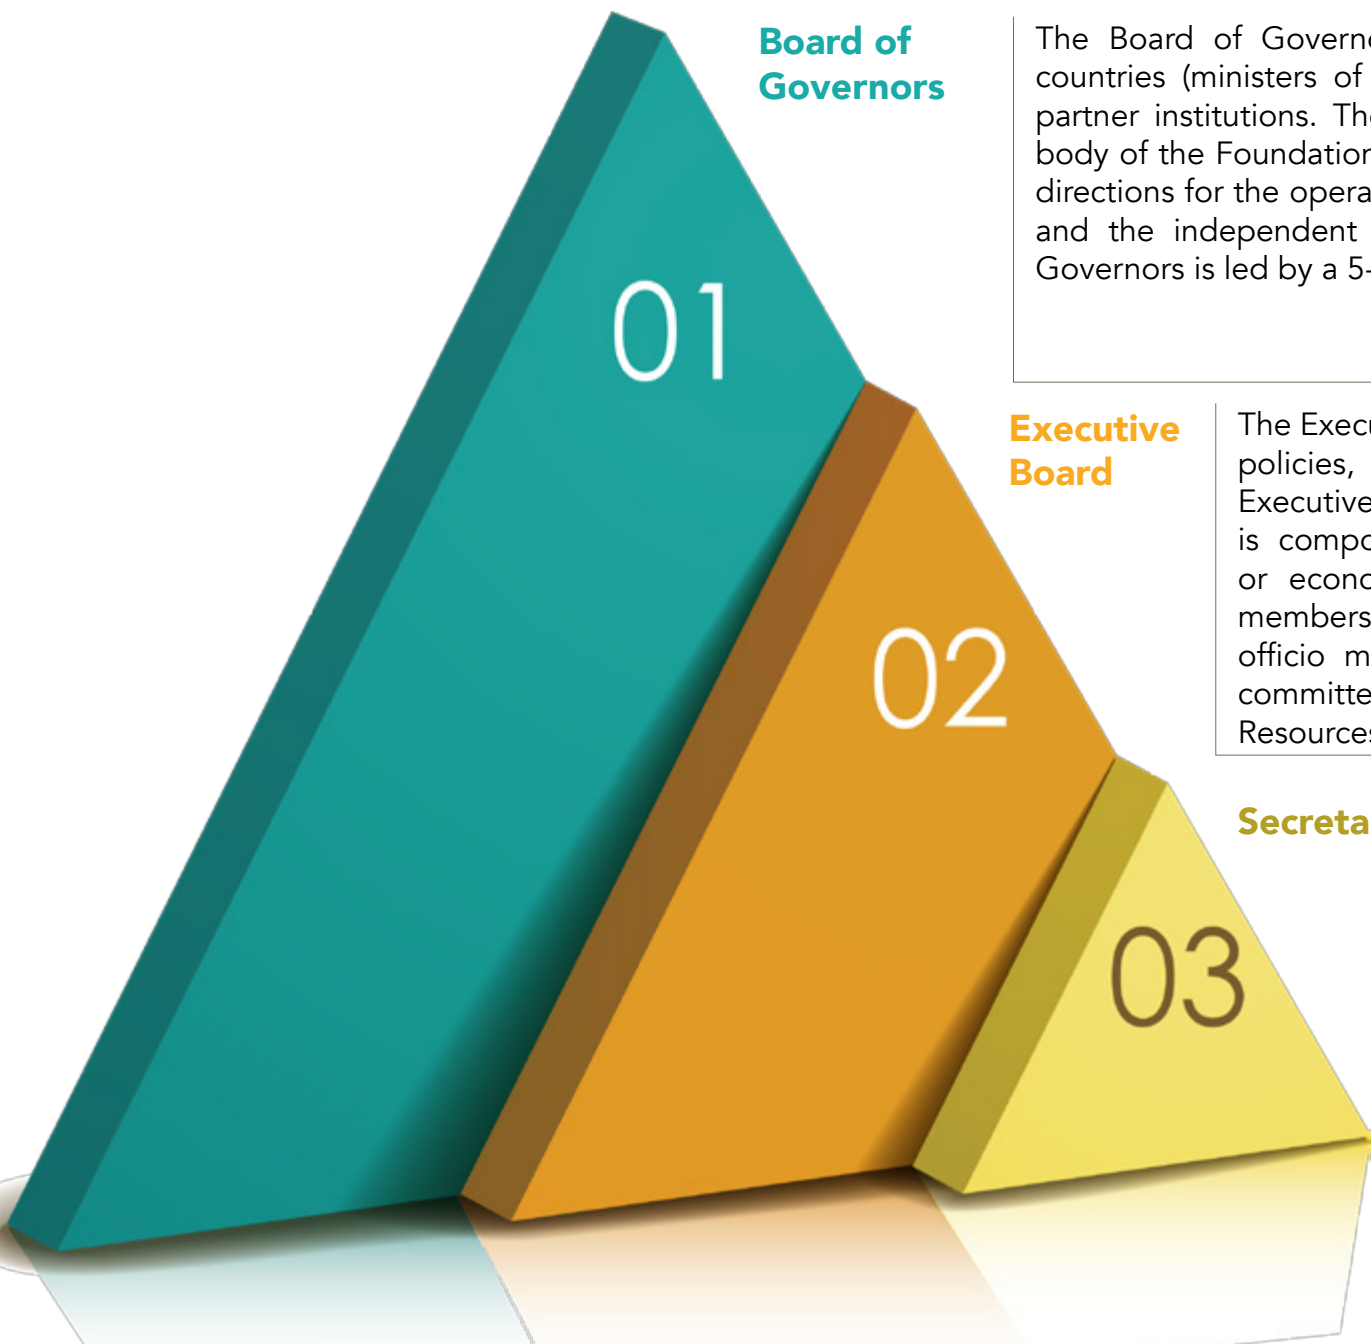 Board of
Governors
The Board of Governo
countries (ministers of
partner institutions. The
body of the Foundation
directions for the opera
and the independent
Governors is led by a 5-
01
Executive
Board
The Execu
policies,
Executive
is compo
or econo
members
officio m
committe
Resources
02
Secreta
03